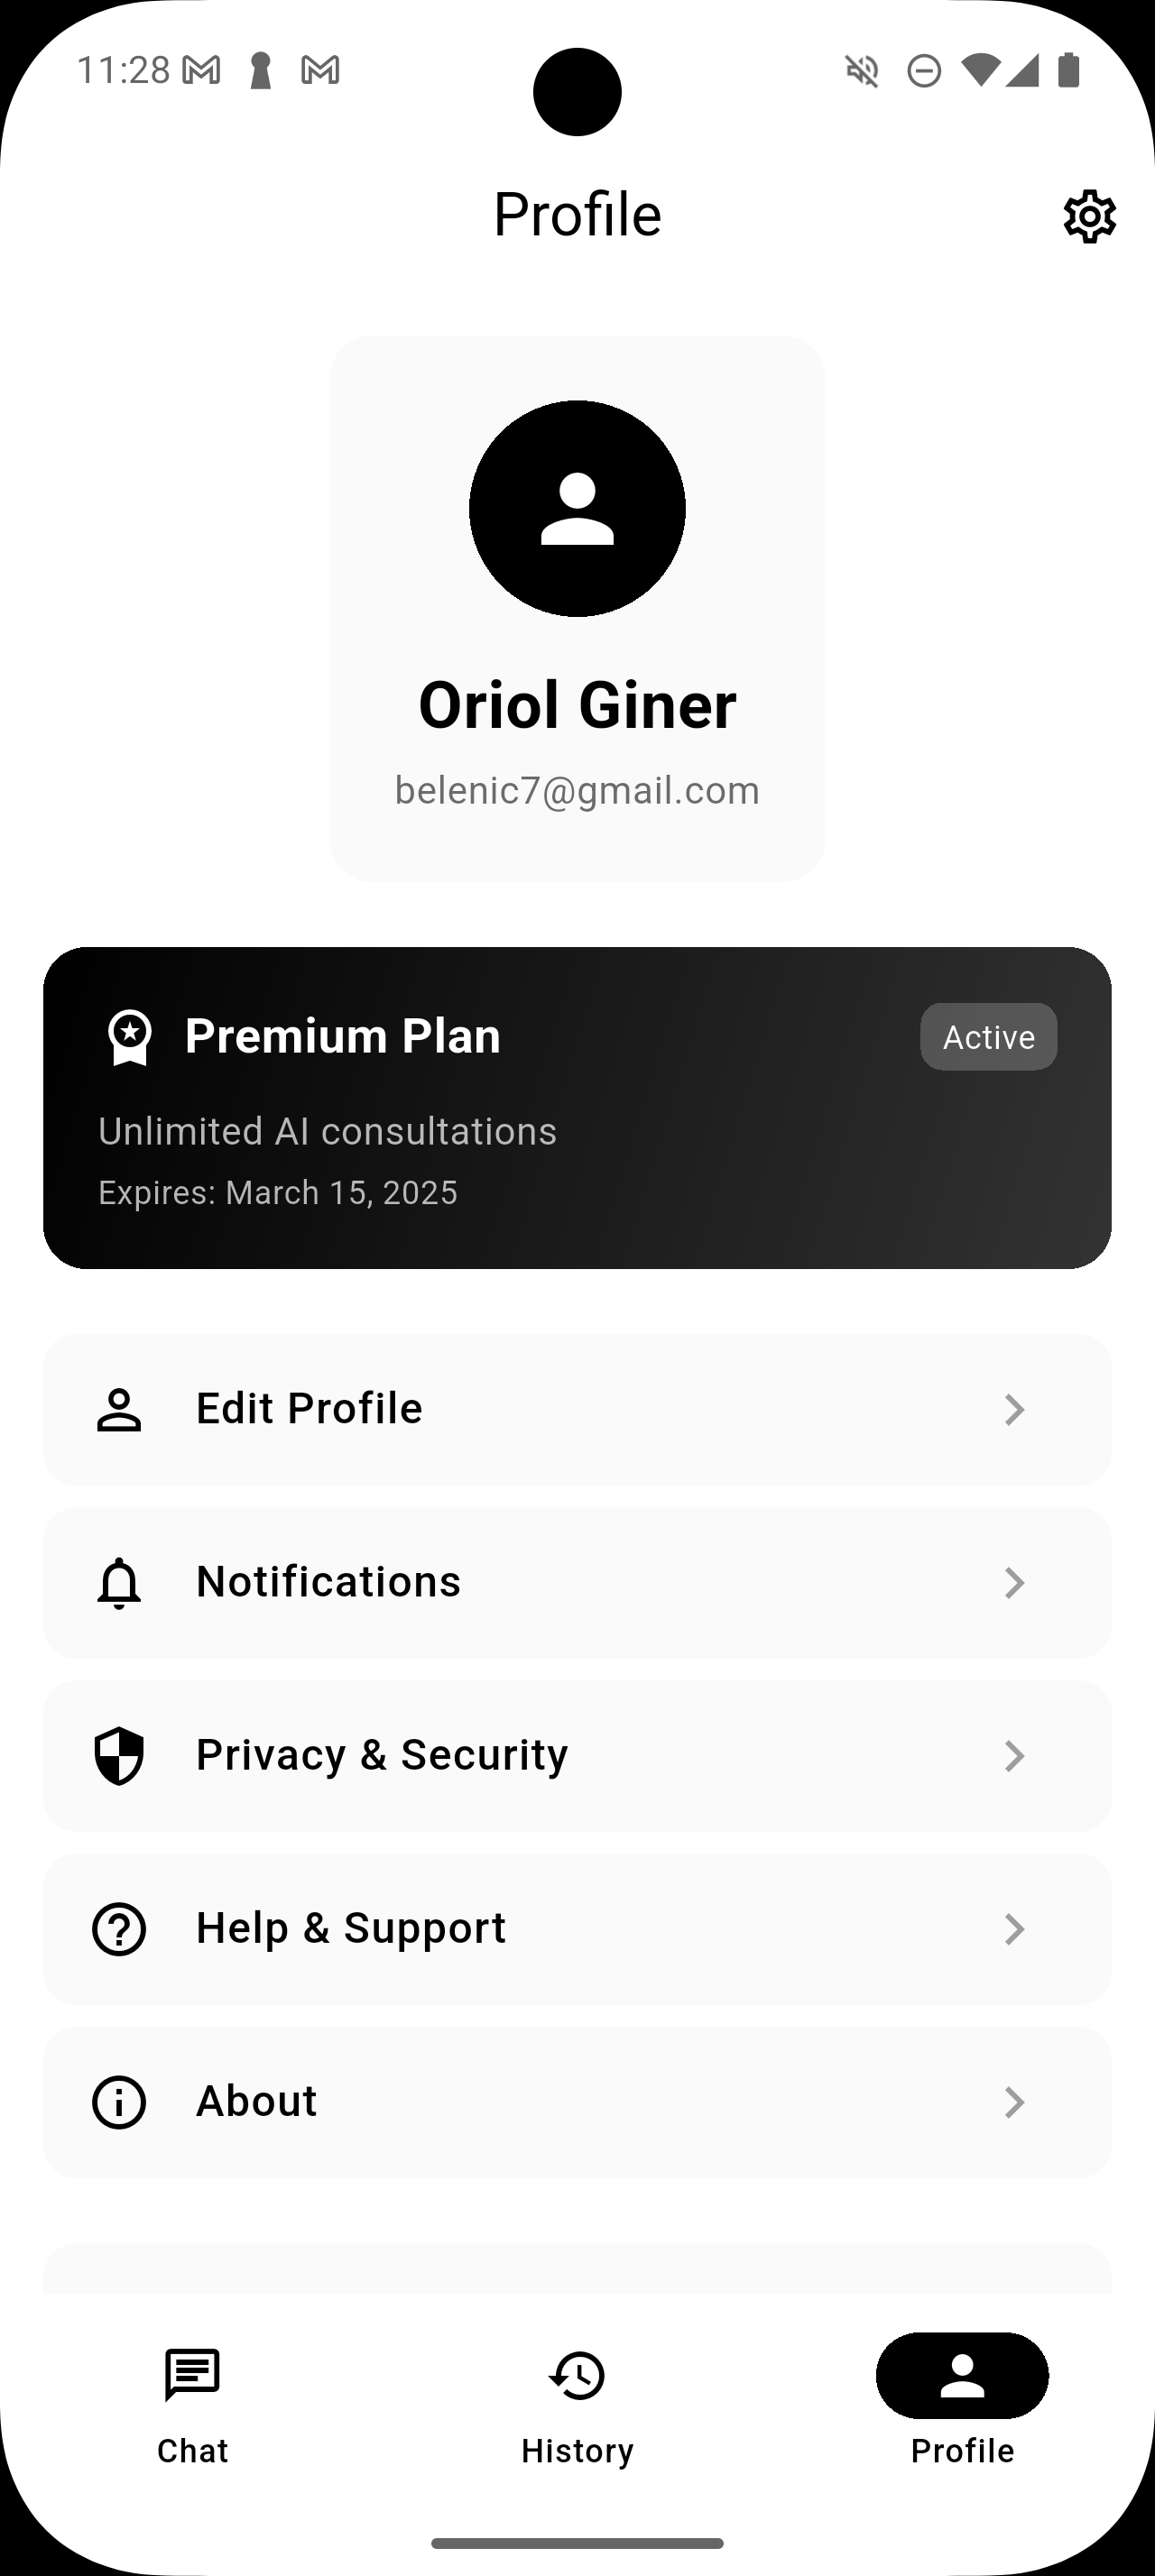 11:28
Profile
Oriol Giner
belenic7@gmail.com
Premium Plan
Active
Unlimited AI consultations
Expires: March 15, 2025
Edit Profile
Notifications
Privacy & Security
Help & Support
About
Chat
History
Profile